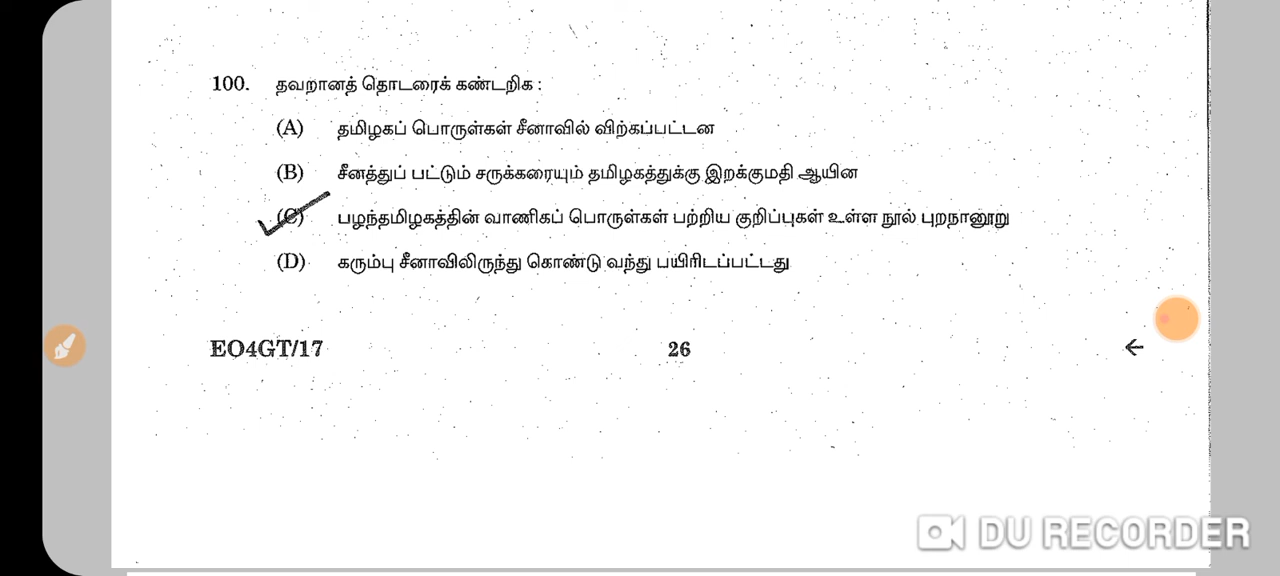 100. தவறானத் தொடரைக் கண்டறிக :
(A) தமிழகப் பொருள்கள் சீனாவில் விற்கப்பட்டன
(B) சீனத்துப் பட்டும் சருக்கரையும் தமிழகத்துக்கு இறக்குமதி ஆயின
(C) பழந்தமிழகத்தின் வாணிகப் பொருள்கள் பற்றிய குறிப்புகள் உள்ள நூல் புறநானூறு
(D) கரும்பு சீனாவிலிருந்து கொண்டு வந்து பயிரிடப்பட்டது
EO4GT/17 26 ←
DU RECORDER